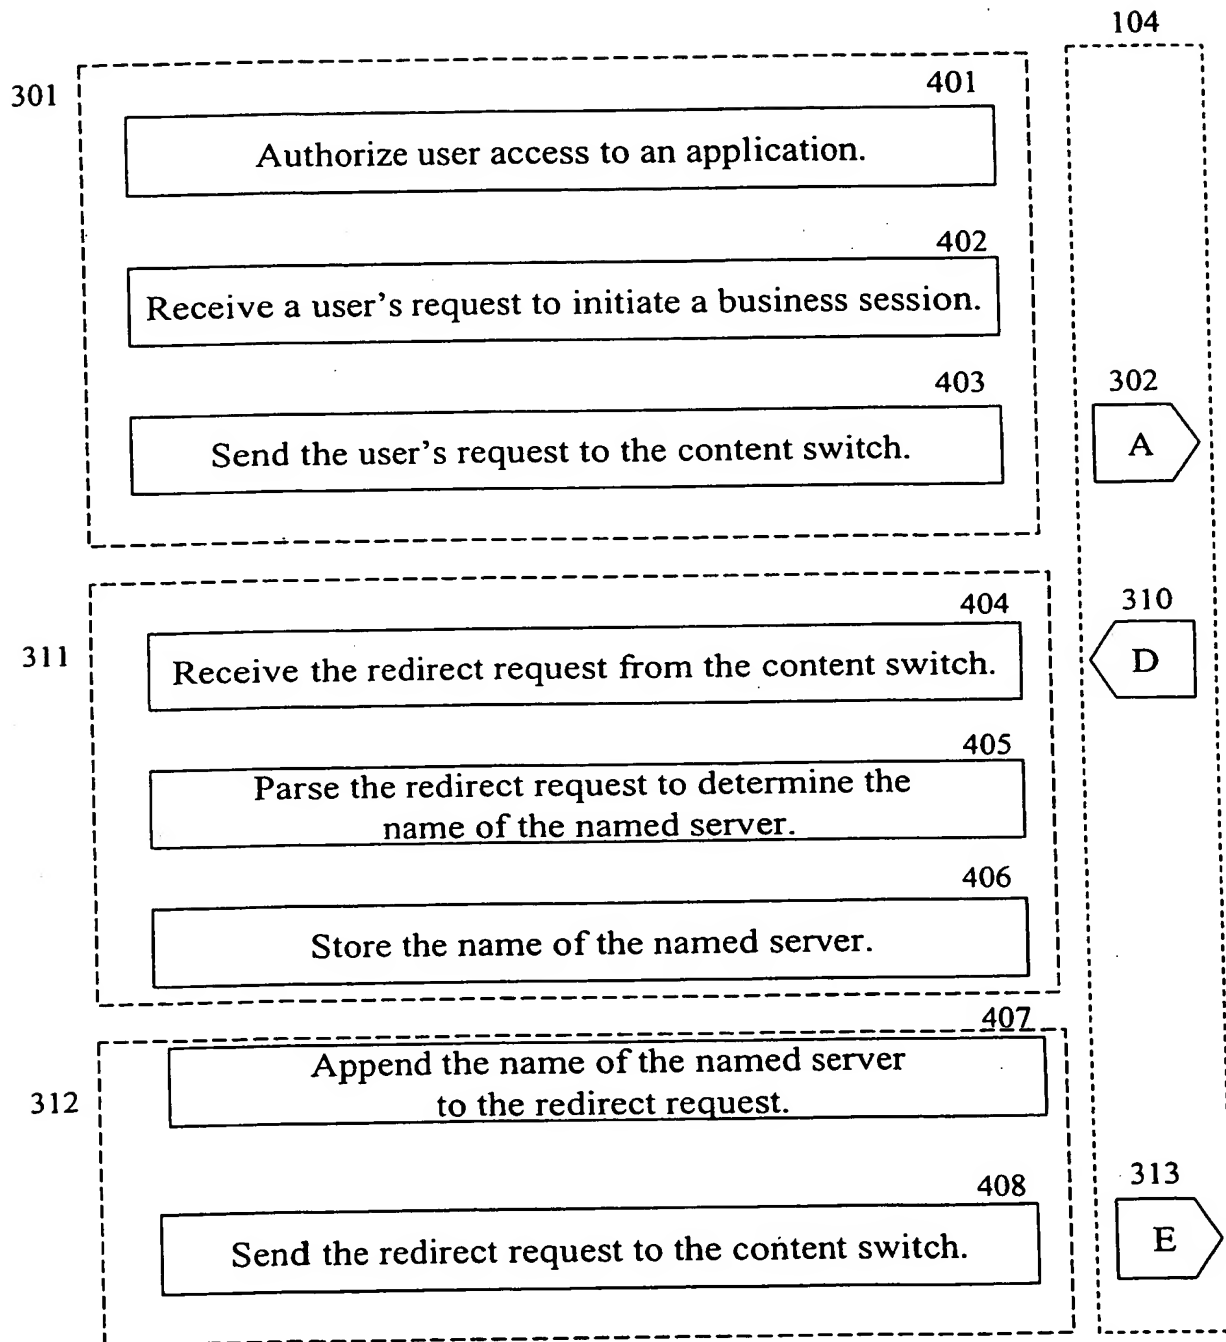 104
301
401
Authorize user access to an application.
402
Receive a user's request to initiate a business session.
403
Send the user's request to the content switch.
302
A
404
310
311
Receive the redirect request from the content switch.
D
405
Parse the redirect request to determine the
name of the named server.
406
Store the name of the named server.
407
Append the name of the named server
to the redirect request.
312
408
313
Send the redirect request to the content switch.
E